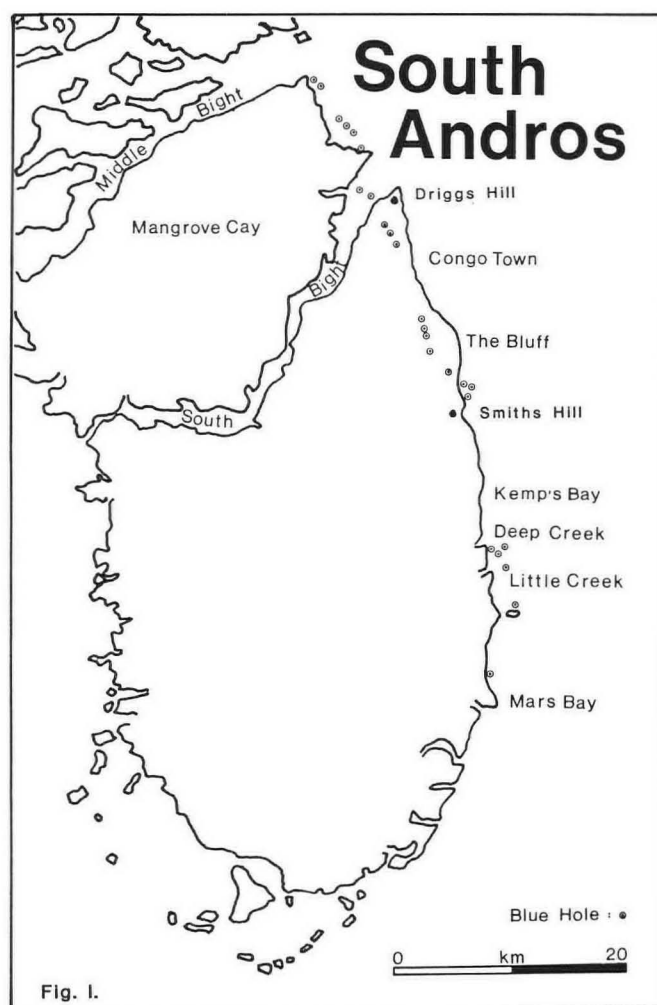 South
Andros
Middle Bight
Driggs Hill
Mangrove Cay
Congo Town
South Bight
The Bluff
Smiths Hill
Kemp's Bay
Deep Creek
Little Creek
Mars Bay
Blue Hole :
0 km 20
Fig. I.